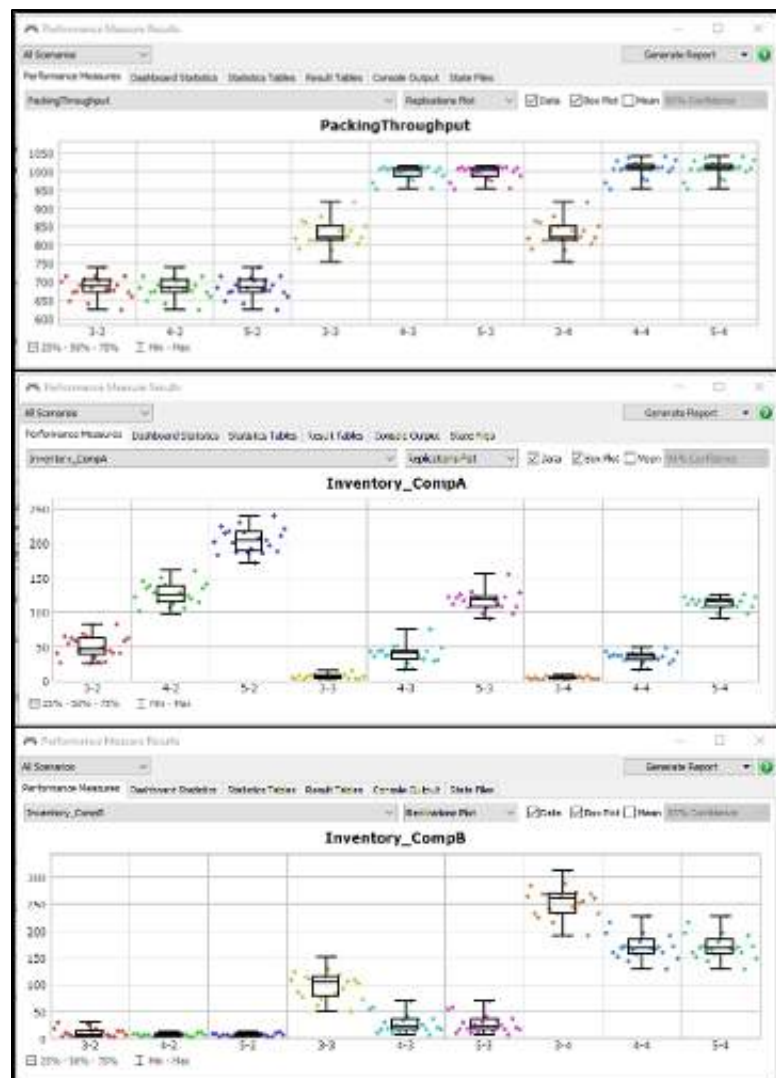 Performance Measure Results
All Scenarios Generate Report
Performance Measures Dashboard Statistics Statistics Tables Result Tables Console Output State Files
PackingThroughput Replications Plot Data Box Plot Mean
PackingThroughput
1050
1000
950
900
850
800
750
700
650
600
3-2 4-2 5-2 3-3 4-3 5-3 3-4 4-4 5-4
25% - 50% - 75% Min - Max
Performance Measure Results
All Scenarios Generate Report
Performance Measures Dashboard Statistics Statistics Tables Result Tables Console Output State Files
Inventory_CompA Replications Plot Data Box Plot Mean
Inventory_CompA
250
200
150
100
50
0
3-2 4-2 5-2 3-3 4-3 5-3 3-4 4-4 5-4
25% - 50% - 75% Min - Max
Performance Measure Results
All Scenarios Generate Report
Performance Measures Dashboard Statistics Statistics Tables Result Tables Console Output State Files
Inventory_CompB Replications Plot Data Box Plot Mean
Inventory_CompB
300
250
200
150
100
50
0
3-2 4-2 5-2 3-3 4-3 5-3 3-4 4-4 5-4
25% - 50% - 75% Min - Max